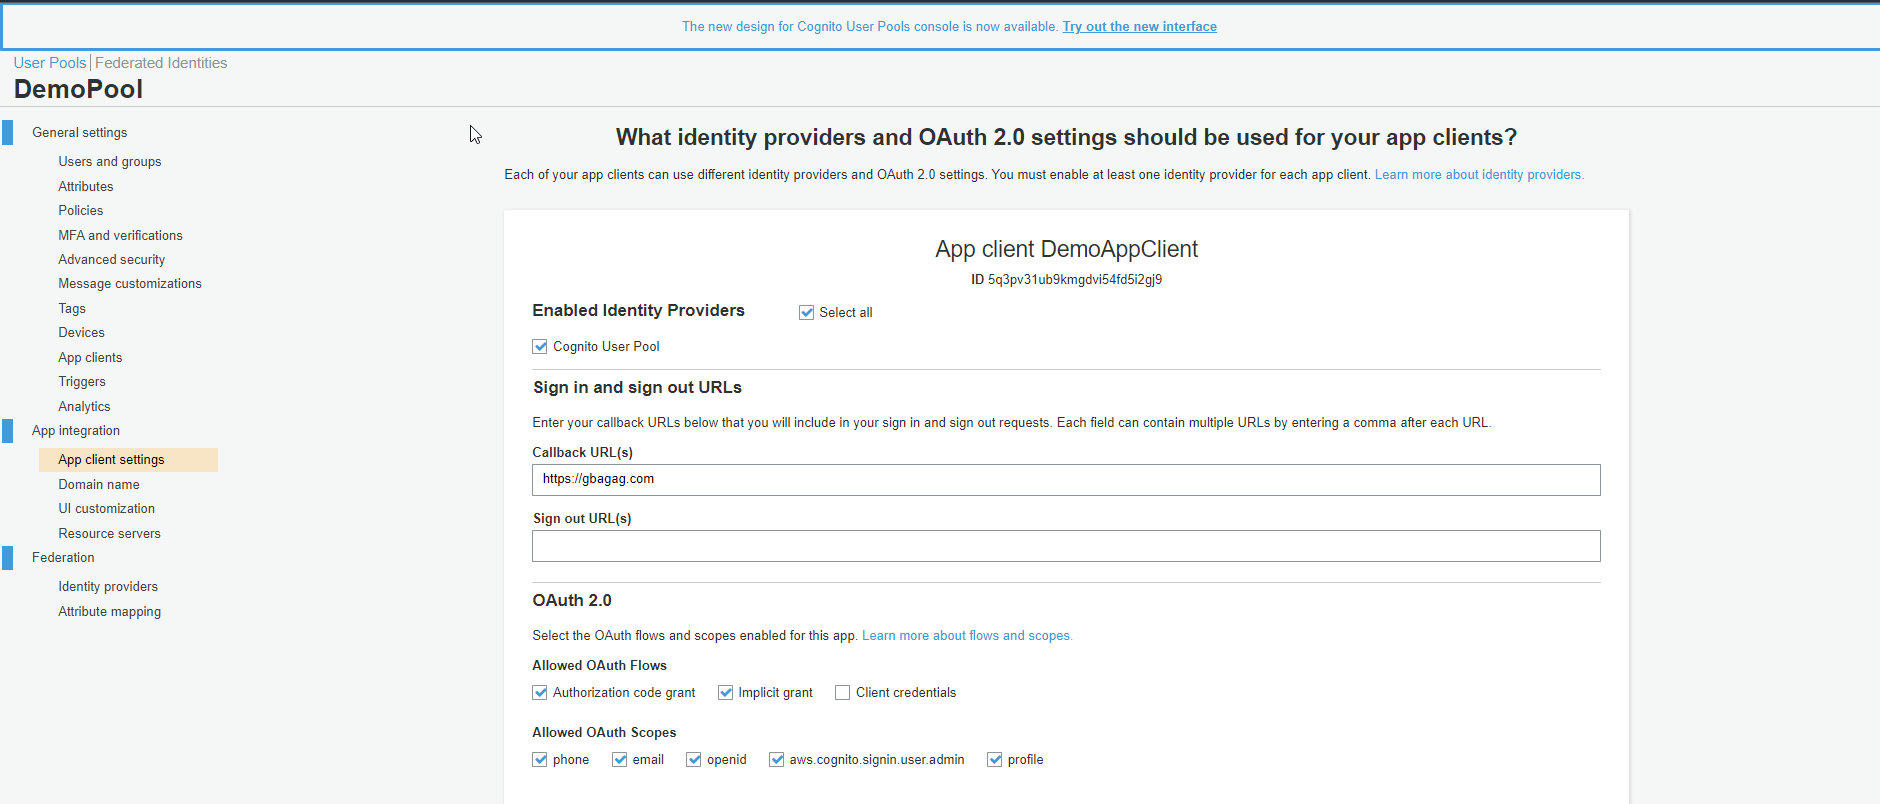 The new design for Cognito User Pools console is now available. Try out the new interface
User Pools | Federated Identities
DemoPool
General settings
Users and groups
Attributes
Policies
MFA and verifications
Advanced security
Message customizations
Tags
Devices
App clients
Triggers
Analytics
App integration
App client settings
Domain name
UI customization
Resource servers
Federation
Identity providers
Attribute mapping
What identity providers and OAuth 2.0 settings should be used for your app clients?
Each of your app clients can use different identity providers and OAuth 2.0 settings. You must enable at least one identity provider for each app client. Learn more about identity providers.
App client DemoAppClient
ID 5q3pv31ub9kmgdvi54fd5i2gj9
Enabled Identity Providers Select all
Cognito User Pool
Sign in and sign out URLs
Enter your callback URLs below that you will include in your sign in and sign out requests. Each field can contain multiple URLs by entering a comma after each URL.
Callback URL(s)
https://gbagag.com
Sign out URL(s)
OAuth 2.0
Select the OAuth flows and scopes enabled for this app. Learn more about flows and scopes.
Allowed OAuth Flows
Authorization code grant Implicit grant Client credentials
Allowed OAuth Scopes
phone email openid aws.cognito.signin.user.admin profile